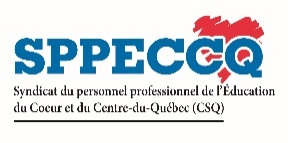 SPPECCQ
Syndicat du personnel professionnel de l'Éducation
du Coeur et du Centre-du-Québec (CSQ)